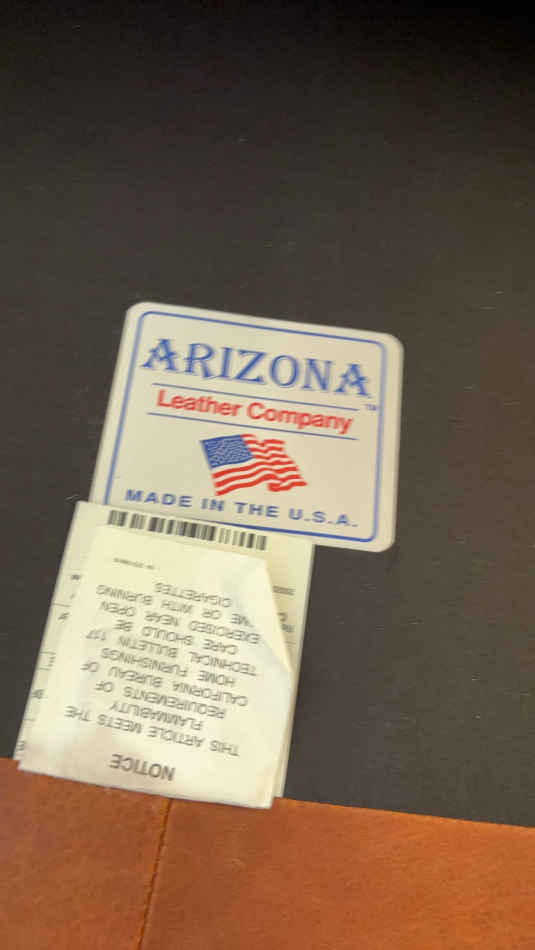 ARIZONA
TM
Leather Company
MADE IN THE U.S.A.
NOTICE
THIS ARTICLE MEETS THE
FLAMMABILITY
REQUIREMENTS OF
CALIFORNIA BUREAU OF
HOME FURNISHINGS
TECHNICAL BULLETIN 117
CARE SHOULD BE
EXERCISED NEAR OPEN
OR WITH BURNING
CIGARETTES